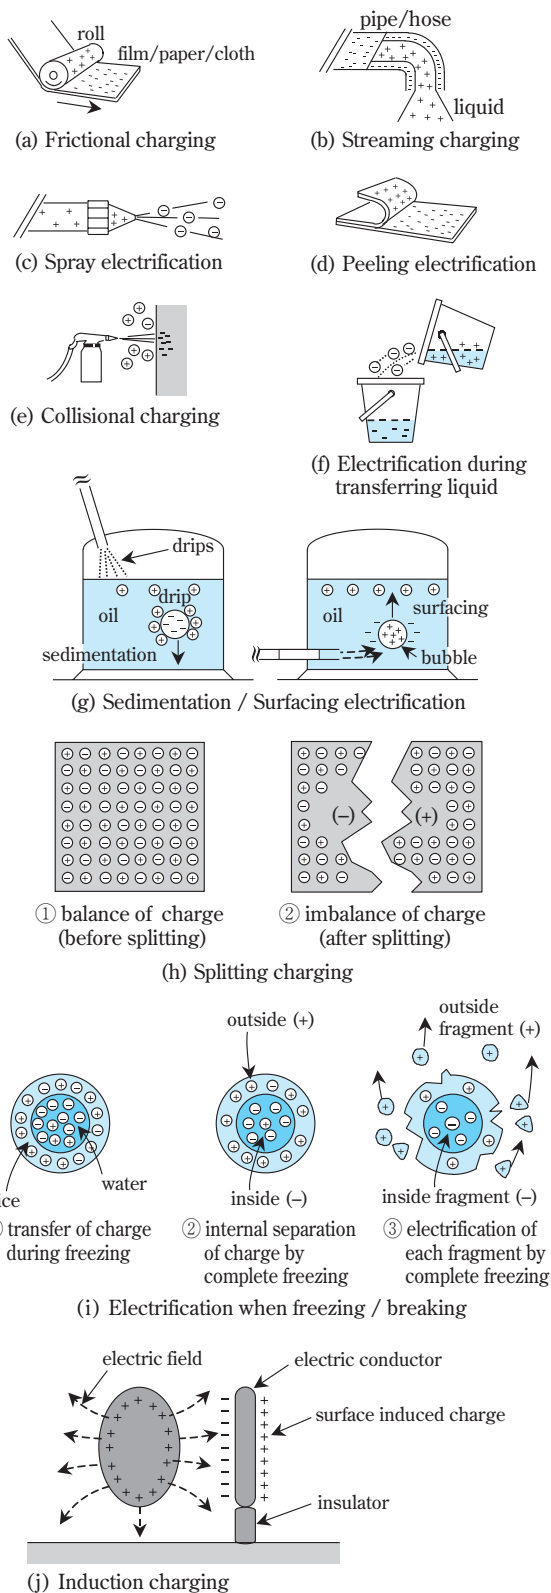 roll
film/paper/cloth
(a) Frictional charging
pipe/hose
liquid
(b) Streaming charging
(c) Spray electrification
(d) Peeling electrification
(e) Collisional charging
(f) Electrification during
transferring liquid
drips
drip
oil
sedimentation
oil
surfacing
bubble
(g) Sedimentation / Surfacing electrification
(–)
(+)
① balance of charge
(before splitting)
② imbalance of charge
(after splitting)
(h) Splitting charging
ice
water
transfer of charge
during freezing
outside (+)
inside (–)
② internal separation
of charge by
complete freezing
outside
fragment (+)
inside fragment (–)
③ electrification of
each fragment by
complete freezing
(i) Electrification when freezing / breaking
electric field
electric conductor
surface induced charge
insulator
(j) Induction charging